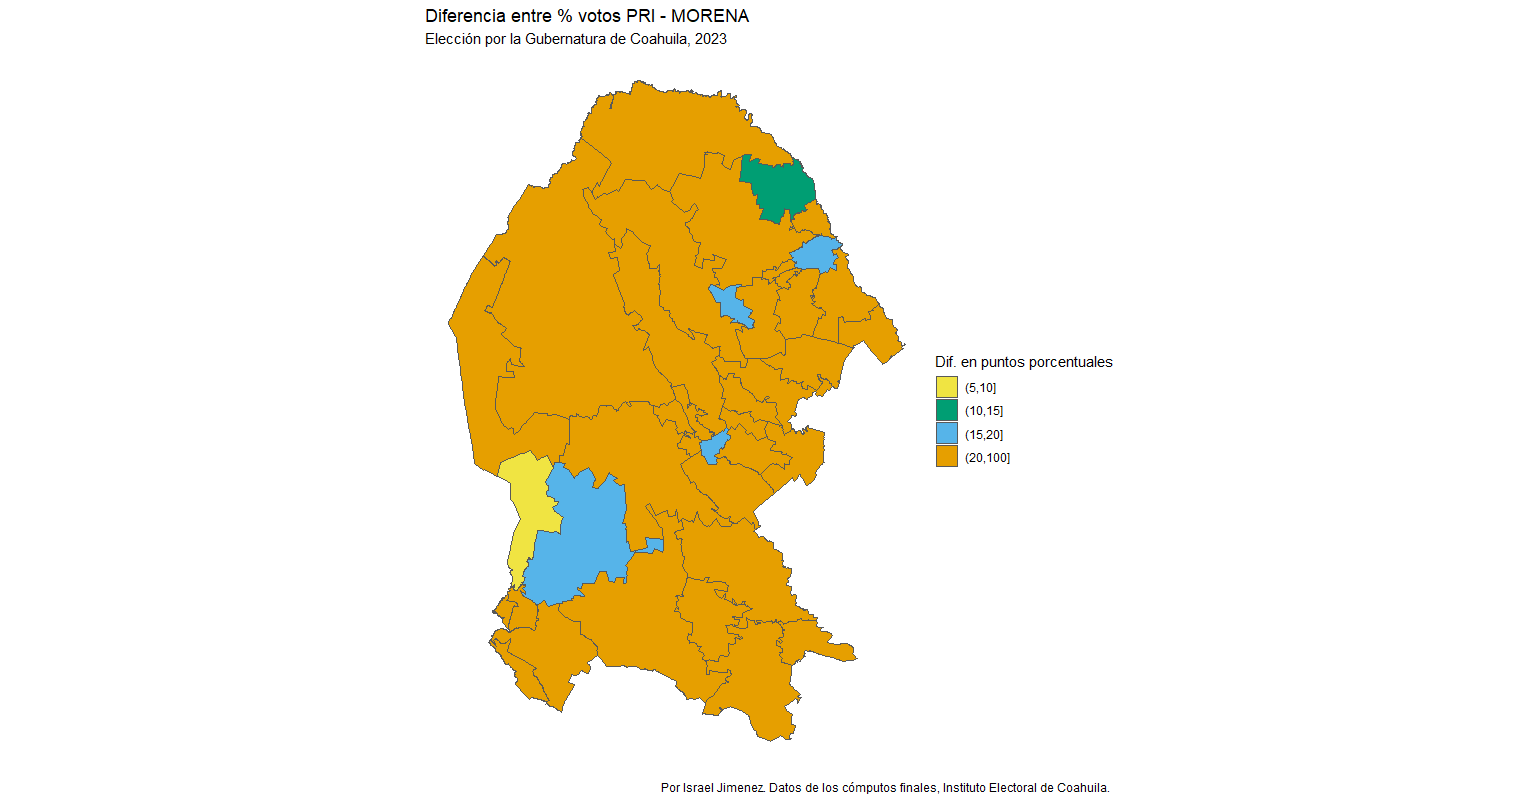 Diferencia entre % votos PRI - MORENA
Elección por la Gubernatura de Coahuila, 2023
Dif. en puntos porcentuales
(5,10]
(10,15]
(15,20]
(20,100]
Por Israel Jimenez. Datos de los cómputos finales, Instituto Electoral de Coahuila.